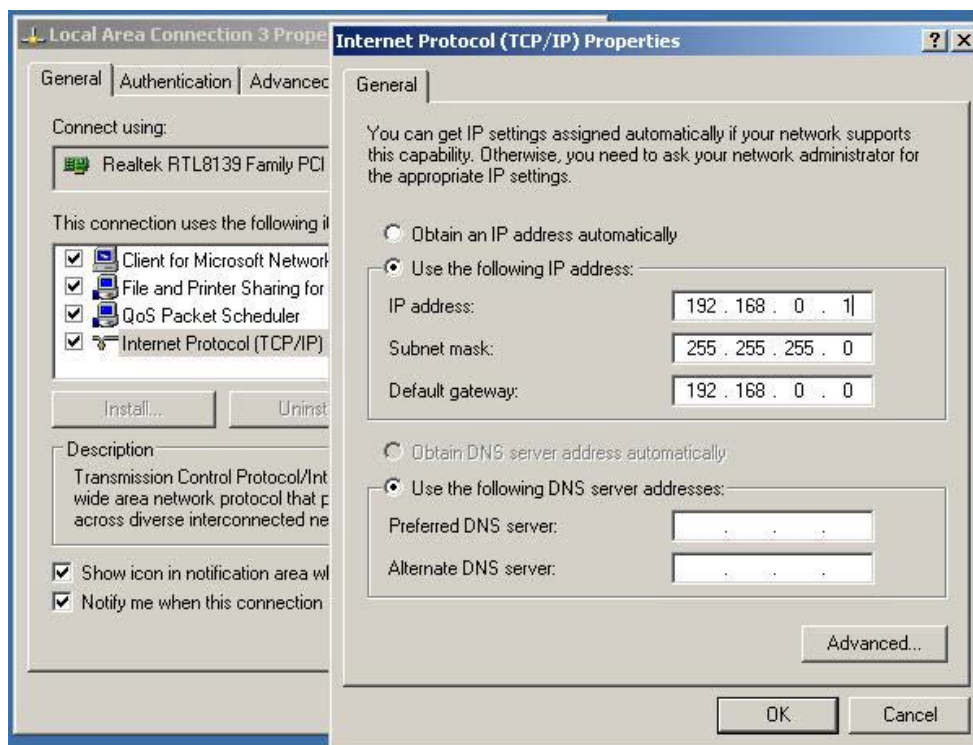 Local Area Connection 3 Prope
General
Authentication
Advanced
Connect using:
Realtek RTL8139 Family PCI
This connection uses the following
Client for Microsoft Network
File and Printer Sharing for
QoS Packet Scheduler
Internet Protocol (TCP/IP)
Install...
Uninst
Description
Transmission Control Protocol/Int
wide area network protocol that p
across diverse interconnected ne
Show icon in notification area wh
Notify me when this connection
Internet Protocol (TCP/IP) Properties
General
You can get IP settings assigned automatically if your network supports
this capability. Otherwise, you need to ask your network administrator for
the appropriate IP settings.
Obtain an IP address automatically
Use the following IP address:
IP address: 192 . 168 . 0 . 1
Subnet mask: 255 . 255 . 255 . 0
Default gateway: 192 . 168 . 0 . 0
Obtain DNS server address automatically
Use the following DNS server addresses:
Preferred DNS server: . . .
Alternate DNS server: . . .
Advanced...
OK
Cancel